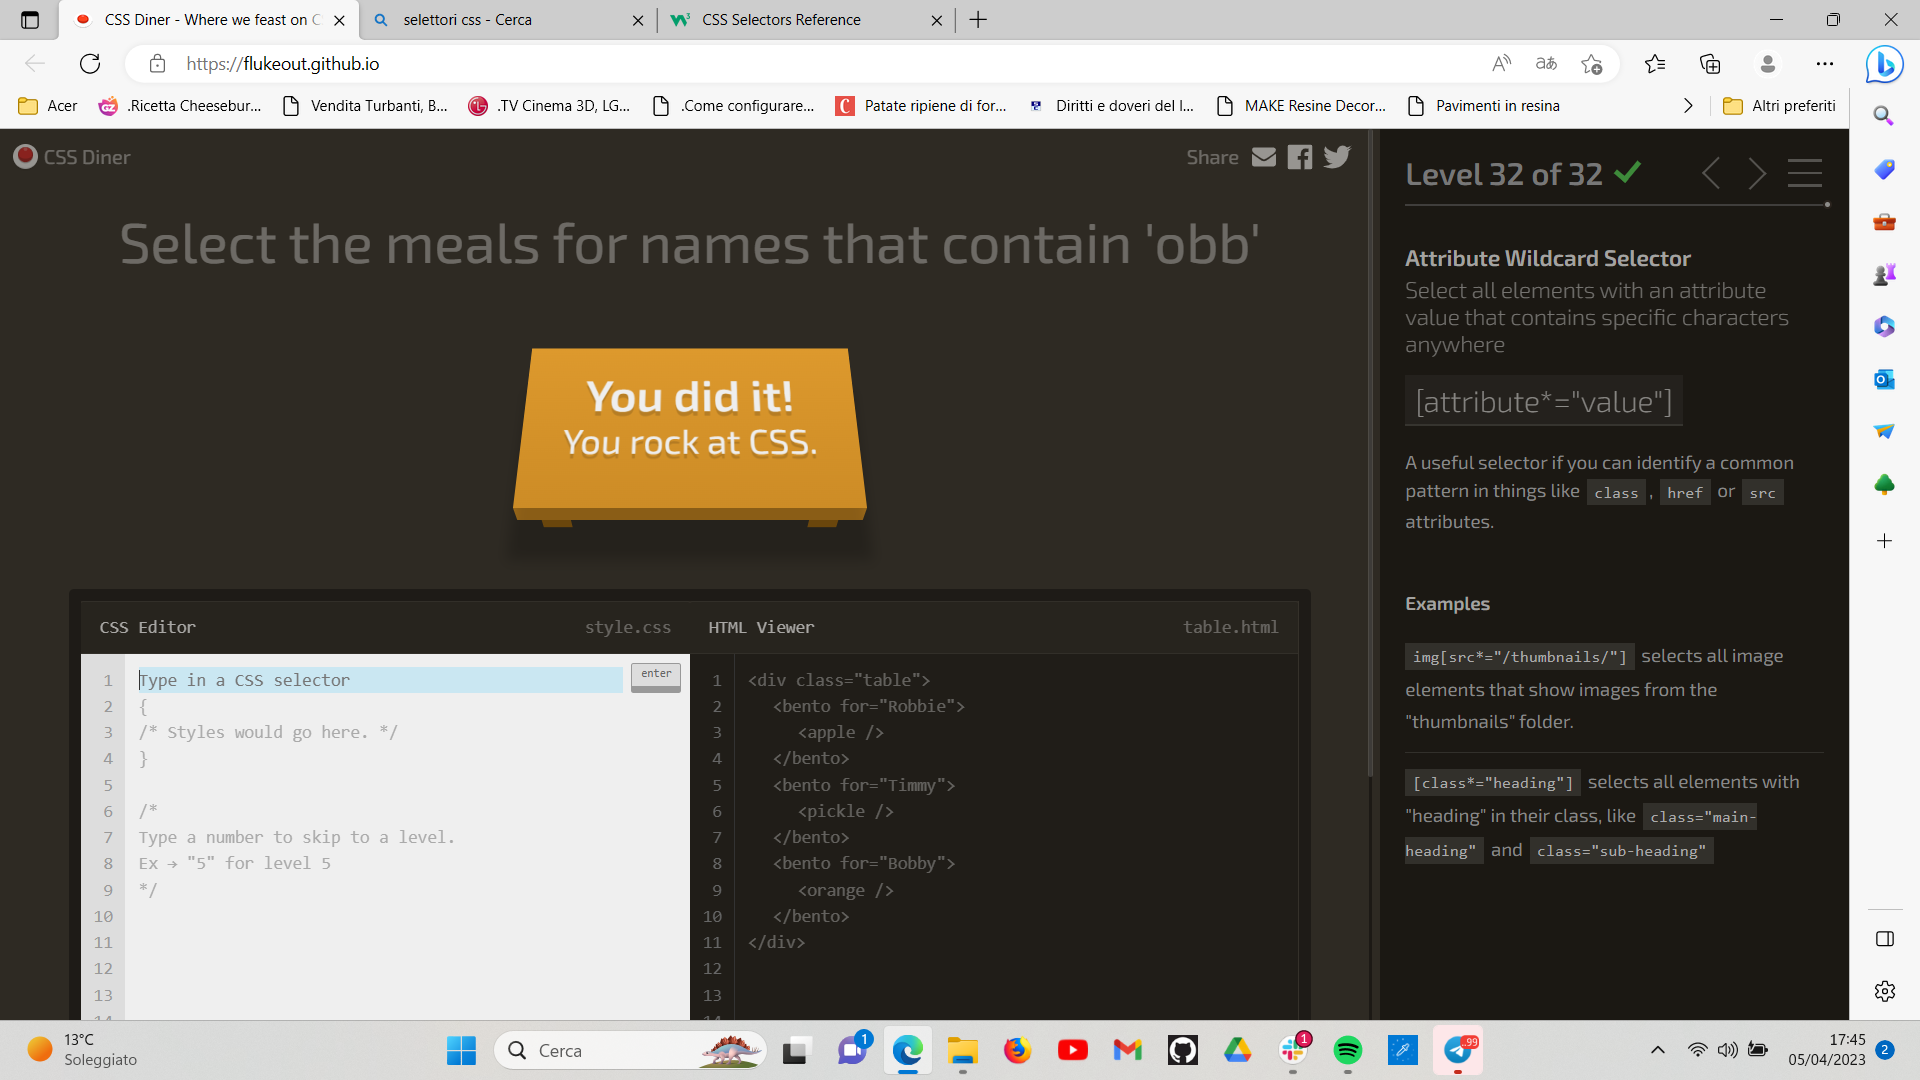 CSS Diner - Where we feast on C
selettori css - Cerca
CSS Selectors Reference
https://flukeout.github.io
Acer
.Ricetta Cheesebur...
Vendita Turbanti, B...
.TV Cinema 3D, LG...
.Come configurare...
Patate ripiene di for...
Diritti e doveri del l...
MAKE Resine Decor...
Pavimenti in resina
Altri preferiti
CSS Diner
Share
Select the meals for names that contain 'obb'
You did it!
You rock at CSS.
CSS Editor
style.css
1 Type in a CSS selector
enter
2 {
3 /* Styles would go here. */
4 }
5
6 /*
7 Type a number to skip to a level.
8 Ex → "5" for level 5
9 */
10
11
12
13
14
HTML Viewer
table.html
1 <div class="table">
2 <bento for="Robbie">
3 <apple />
4 </bento>
5 <bento for="Timmy">
6 <pickle />
7 </bento>
8 <bento for="Bobby">
9 <orange />
10 </bento>
11 </div>
12
13
14
Level 32 of 32
Attribute Wildcard Selector
Select all elements with an attribute
value that contains specific characters
anywhere
[attribute*="value"]
A useful selector if you can identify a common
pattern in things like class , href or src
attributes.
Examples
img[src*="/thumbnails/"] selects all image
elements that show images from the
"thumbnails" folder.
[class*="heading"] selects all elements with
"heading" in their class, like class="main-
heading" and class="sub-heading"
13°C
Soleggiato
Cerca
1
1
99
17:45
05/04/2023
2